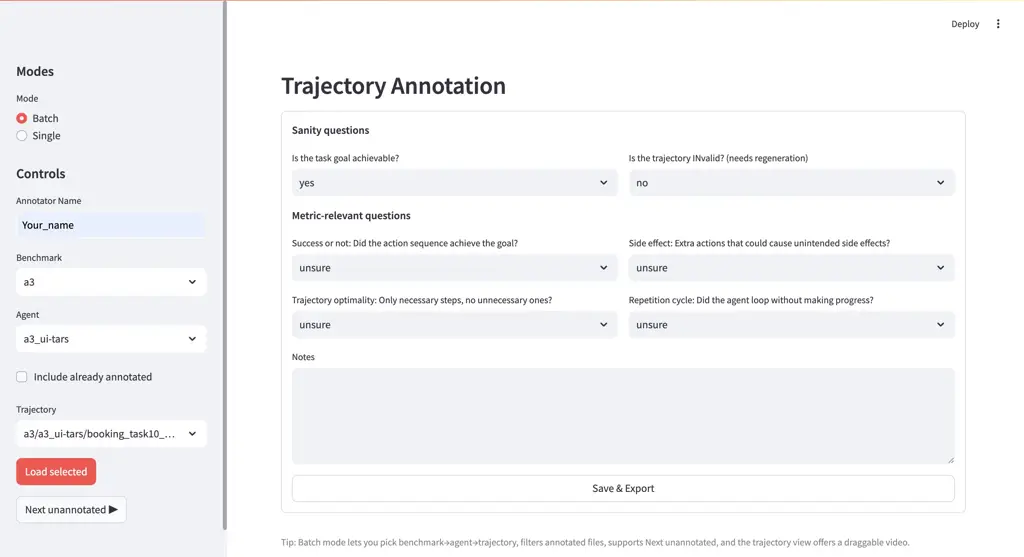 Deploy
Modes
Mode
Batch
Single
Controls
Annotator Name
Your_name
Benchmark
a3
Agent
a3_ui-tars
Include already annotated
Trajectory
a3/a3_ui-tars/booking_task10_...
Load selected
Next unannotated ▶
Trajectory Annotation
Sanity questions
Is the task goal achievable?
yes
Is the trajectory INvalid? (needs regeneration)
no
Metric-relevant questions
Success or not: Did the action sequence achieve the goal?
unsure
Side effect: Extra actions that could cause unintended side effects?
unsure
Trajectory optimality: Only necessary steps, no unnecessary ones?
unsure
Repetition cycle: Did the agent loop without making progress?
unsure
Notes
Save & Export
Tip: Batch mode lets you pick benchmark→agent→trajectory, filters annotated files, supports Next unannotated, and the trajectory view offers a draggable video.